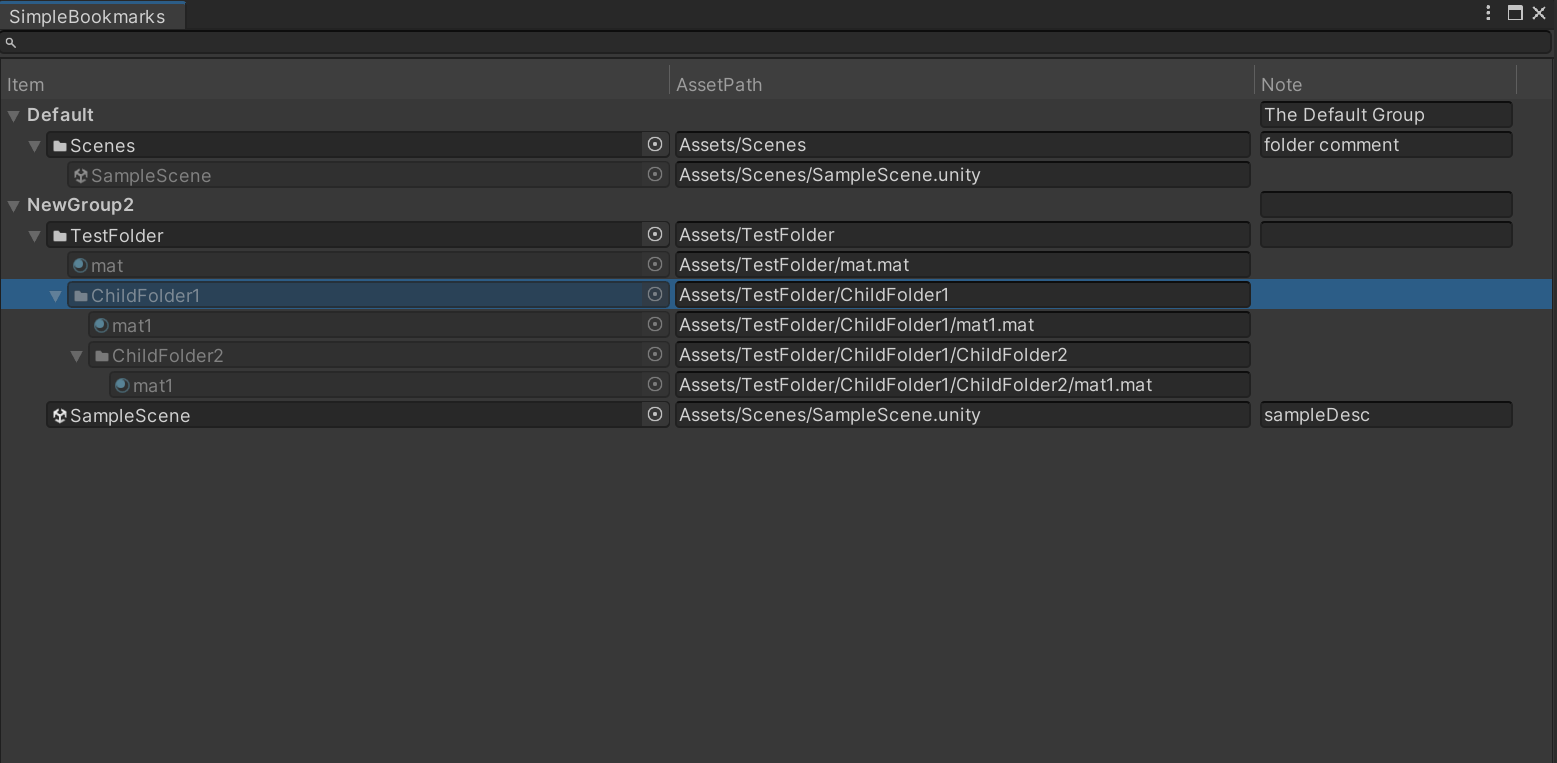 SimpleBookmarks
Item AssetPath Note
Default The Default Group
Scenes Assets/Scenes folder comment
SampleScene Assets/Scenes/SampleScene.unity
NewGroup2
TestFolder Assets/TestFolder
mat Assets/TestFolder/mat.mat
ChildFolder1 Assets/TestFolder/ChildFolder1
mat1 Assets/TestFolder/ChildFolder1/mat1.mat
ChildFolder2 Assets/TestFolder/ChildFolder1/ChildFolder2
mat1 Assets/TestFolder/ChildFolder1/ChildFolder2/mat1.mat
SampleScene Assets/Scenes/SampleScene.unity sampleDesc